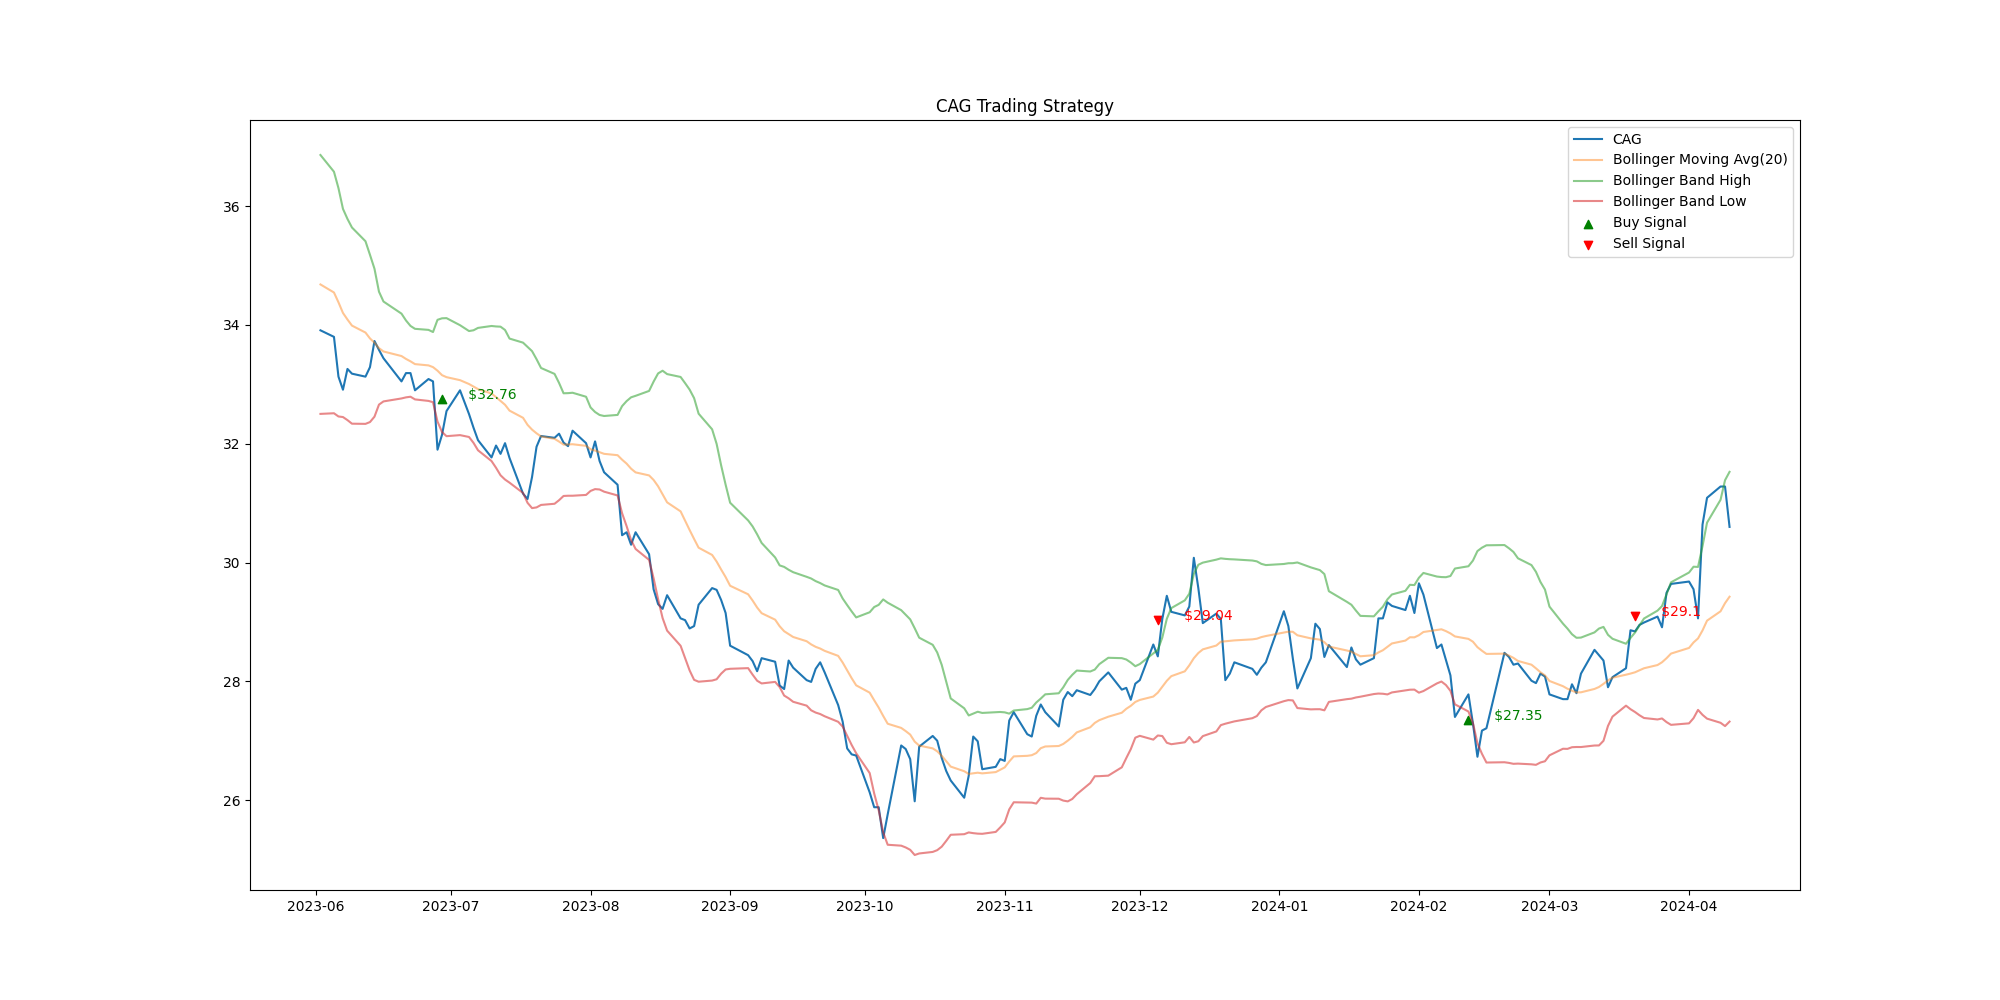 CAG Trading Strategy
CAG
Bollinger Moving Avg(20)
Bollinger Band High
Bollinger Band Low
Buy Signal
Sell Signal
36
34
32
30
28
26
$32.76
$29.04
$29.1
$27.35
2023-06 2023-07 2023-08 2023-09 2023-10 2023-11 2023-12 2024-01 2024-02 2024-03 2024-04